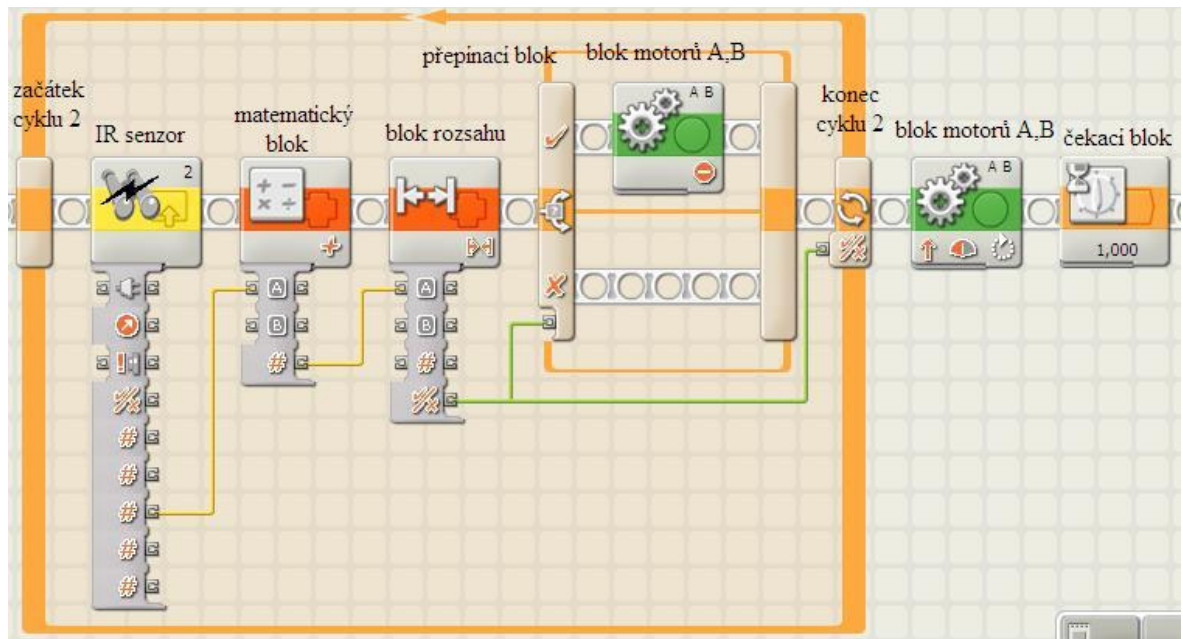 přepínací blok
blok motorů A,B
začátek
cyklu 2
IR senzor
matematický
blok
blok rozsahu
konec
cyklu 2
blok motorů A,B
čekací blok
A B
2
A B
1,000
A
B
#
A
B
#
#
#
#
#
#
#